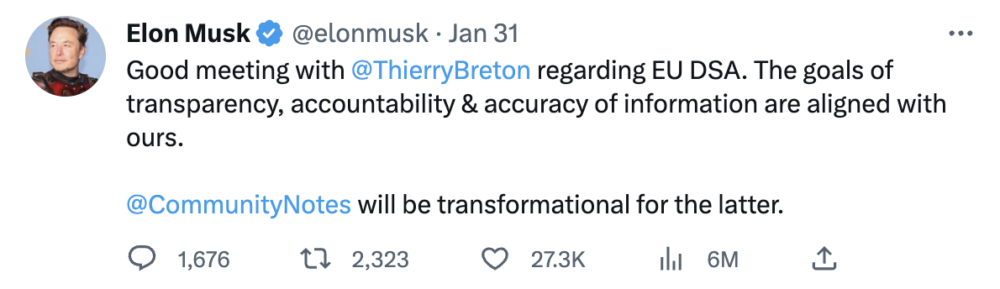 Elon Musk @elonmusk · Jan 31
Good meeting with @ThierryBreton regarding EU DSA. The goals of
transparency, accountability & accuracy of information are aligned with
ours.
@CommunityNotes will be transformational for the latter.
1,676 2,323 27.3K 6M